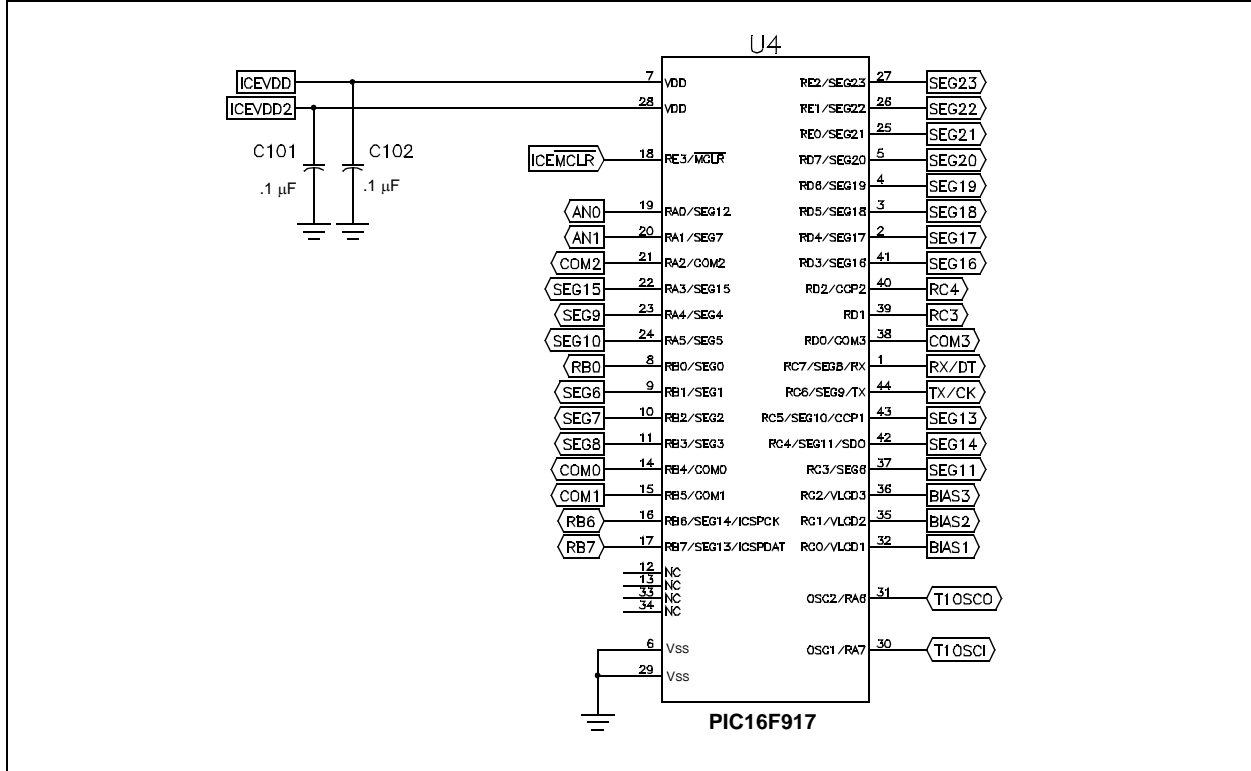 U4
ICEVDD 7 VDD RE2/SEG23 27 SEG23
ICEVDD2 28 VDD RE1/SEG22 26 SEG22
RE0/SEG21 25 SEG21
C101 C102 ICEMCLR 18 RE3/MCLR RD7/SEG20 5 SEG20
.1 μF .1 μF RD6/SEG19 4 SEG19
AN0 19 RA0/SEG12 RD5/SEG18 3 SEG18
AN1 20 RA1/SEG7 RD4/SEG17 2 SEG17
COM2 21 RA2/COM2 RD3/SEG16 41 SEG16
SEG15 22 RA3/SEG15 RD2/CCP2 40 RC4
SEG9 23 RA4/SEG4 RD1 39 RC3
SEG10 24 RA5/SEG5 RD0/COM3 38 COM3
RB0 8 RB0/SEG0 RC7/SEG8/RX 1 RX/DT
SEG6 9 RB1/SEG1 RC6/SEG9/TX 44 TX/CK
SEG7 10 RB2/SEG2 RC5/SEG10/CCP1 43 SEG13
SEG8 11 RB3/SEG3 RC4/SEG11/SDO 42 SEG14
COM0 14 RB4/COM0 RC3/SEG6 37 SEG11
COM1 15 RB5/COM1 RC2/VLCD3 36 BIAS3
RB6 16 RB6/SEG14/ICSPCK RC1/VLCD2 35 BIAS2
RB7 17 RB7/SEG13/ICSPDAT RC0/VLCD1 32 BIAS1
12 NC
13 NC
33 NC OSC2/RA6 31 T1OSCO
34 NC
6 Vss OSC1/RA7 30 T1OSCI
29 Vss
PIC16F917